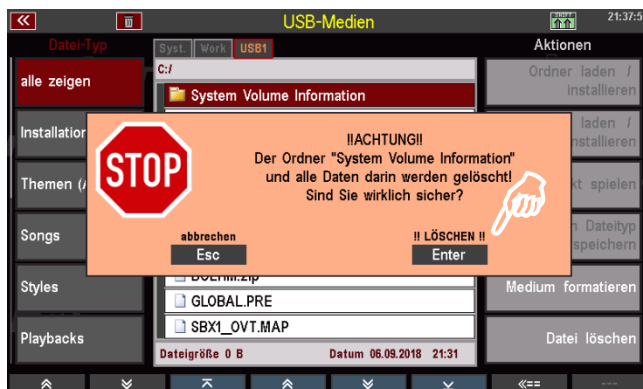 USB-Medien
21:37:5
Datei-Typ
Syst. Work USB1
Aktionen
C:/
alle zeigen
System Volume Information
Ordner laden /
installieren
Installation
laden /
nstallieren
STOP
!!ACHTUNG!!
Der Ordner "System Volume Information"
und alle Daten darin werden gelöscht!
Sind Sie wirklich sicher?
Themen (A
kt spielen
Songs
Dateityp
speichern
abbrechen
Esc
!! LÖSCHEN !!
Enter
Styles
GLOBAL.PRE
Medium formatieren
Playbacks
SBX1_OVT.MAP
Datei löschen
Dateigröße 0 B
Datum 06.09.2018 21:31